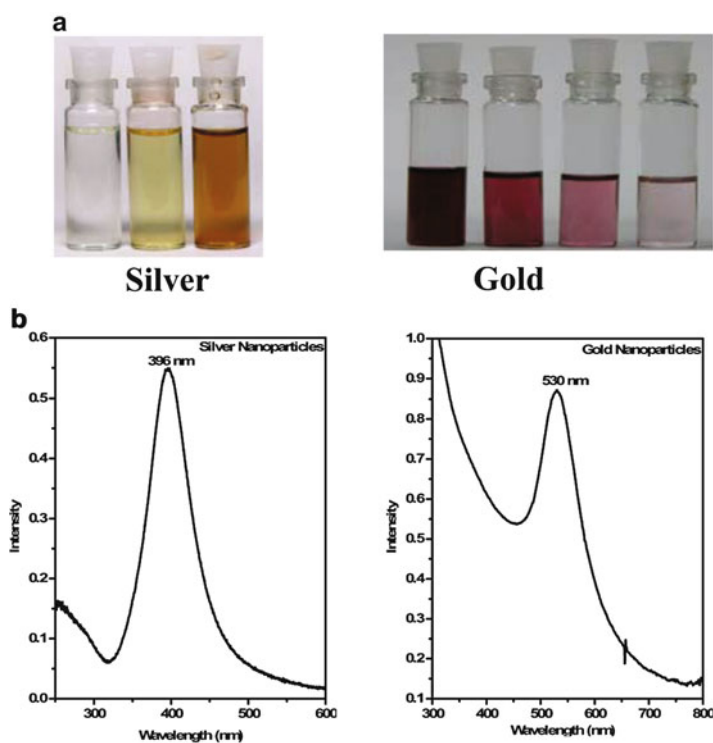 a
Silver
Gold
b
Silver Nanoparticles
396 nm
0.6
0.5
0.4
0.3
0.2
0.1
0.0
Intensity
300
400
500
600
Wavelength (nm)
Gold Nanoparticles
530 nm
1.0
0.9
0.8
0.7
0.6
0.5
0.4
0.3
0.2
0.1
Intensity
300
400
500
600
700
800
Wavelength (nm)